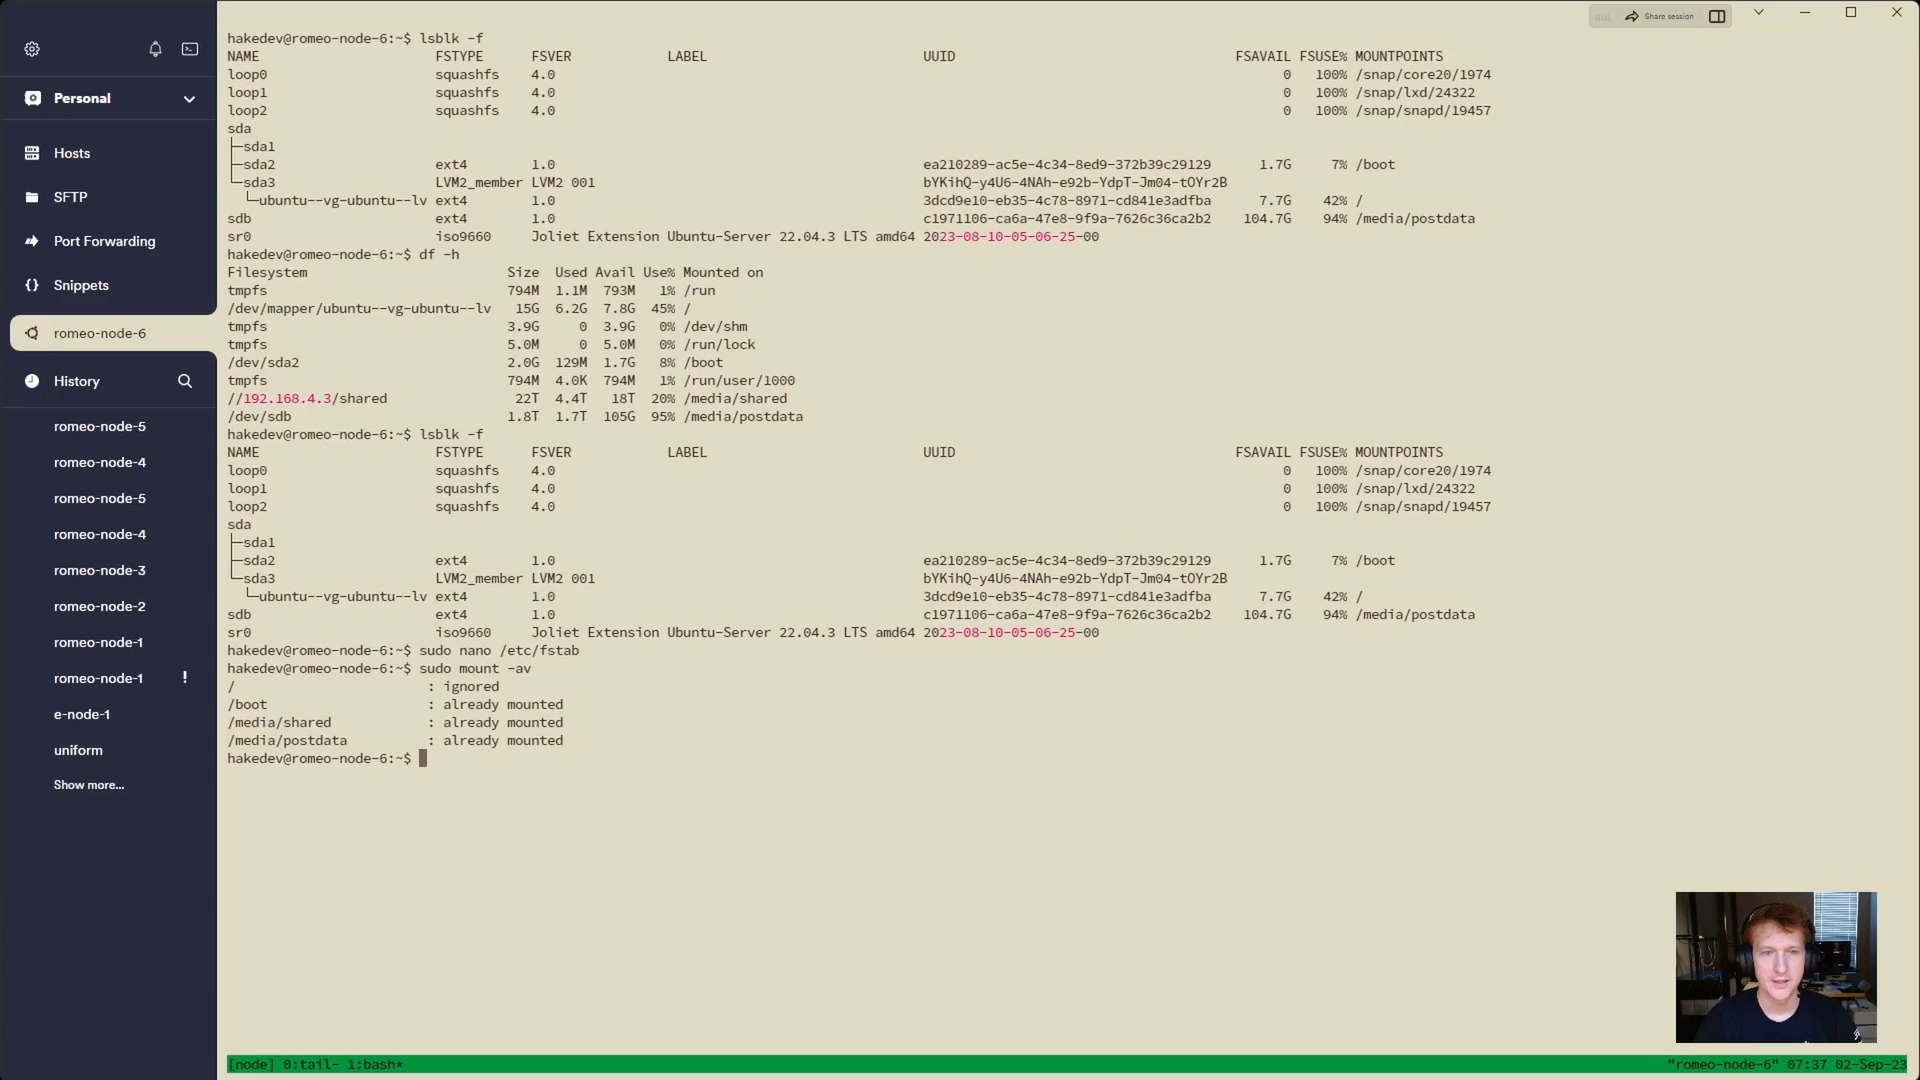 Share session
Personal
Hosts
SFTP
Port Forwarding
Snippets
romeo-node-6
History
romeo-node-5
romeo-node-4
romeo-node-5
romeo-node-4
romeo-node-3
romeo-node-2
romeo-node-1
romeo-node-1 !
e-node-1
uniform
Show more...
hakedev@romeo-node-6:~$ lsblk -f
NAME FSTYPE FSVER LABEL UUID FSAVAIL FSUSE% MOUNTPOINTS
loop0 squashfs 4.0 0 100% /snap/core20/1974
loop1 squashfs 4.0 0 100% /snap/lxd/24322
loop2 squashfs 4.0 0 100% /snap/snapd/19457
sda
├─sda1
├─sda2 ext4 1.0 ea210289-ac5e-4c34-8ed9-372b39c29129 1.7G 7% /boot
└─sda3 LVM2_member LVM2 001 bYKihQ-y4U6-4NAh-e92b-YdpT-Jm04-tOYr2B
└─ubuntu--vg-ubuntu--lv ext4 1.0 3dcd9e10-eb35-4c78-8971-cd841e3adfba 7.7G 42% /
sdb ext4 1.0 c1971106-ca6a-47e8-9f9a-7626c36ca2b2 104.7G 94% /media/postdata
sr0 iso9660 Joliet Extension Ubuntu-Server 22.04.3 LTS amd64 2023-08-10-05-06-25-00
hakedev@romeo-node-6:~$ df -h
Filesystem Size Used Avail Use% Mounted on
tmpfs 794M 1.1M 793M 1% /run
/dev/mapper/ubuntu--vg-ubuntu--lv 15G 6.2G 7.8G 45% /
tmpfs 3.9G 0 3.9G 0% /dev/shm
tmpfs 5.0M 0 5.0M 0% /run/lock
/dev/sda2 2.0G 129M 1.7G 8% /boot
tmpfs 794M 4.0K 794M 1% /run/user/1000
//192.168.4.3/shared 22T 4.4T 18T 20% /media/shared
/dev/sdb 1.8T 1.7T 105G 95% /media/postdata
hakedev@romeo-node-6:~$ lsblk -f
NAME FSTYPE FSVER LABEL UUID FSAVAIL FSUSE% MOUNTPOINTS
loop0 squashfs 4.0 0 100% /snap/core20/1974
loop1 squashfs 4.0 0 100% /snap/lxd/24322
loop2 squashfs 4.0 0 100% /snap/snapd/19457
sda
├─sda1
├─sda2 ext4 1.0 ea210289-ac5e-4c34-8ed9-372b39c29129 1.7G 7% /boot
└─sda3 LVM2_member LVM2 001 bYKihQ-y4U6-4NAh-e92b-YdpT-Jm04-tOYr2B
└─ubuntu--vg-ubuntu--lv ext4 1.0 3dcd9e10-eb35-4c78-8971-cd841e3adfba 7.7G 42% /
sdb ext4 1.0 c1971106-ca6a-47e8-9f9a-7626c36ca2b2 104.7G 94% /media/postdata
sr0 iso9660 Joliet Extension Ubuntu-Server 22.04.3 LTS amd64 2023-08-10-05-06-25-00
hakedev@romeo-node-6:~$ sudo nano /etc/fstab
hakedev@romeo-node-6:~$ sudo mount -av
/ : ignored
/boot : already mounted
/media/shared : already mounted
/media/postdata : already mounted
hakedev@romeo-node-6:~$
[node] 0:tail- 1:bash* "romeo-node-6" 07:37 02-Sep-23